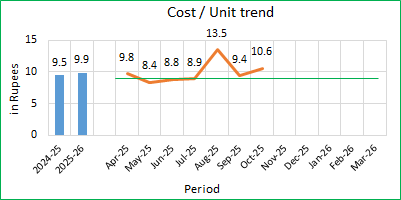 Cost / Unit trend
in Rupees
15
10
5
0
9.5 9.9 9.8 8.4 8.8 8.9 13.5 9.4 10.6
2024-25 2025-26 Apr-25 May-25 Jun-25 Jul-25 Aug-25 Sep-25 Oct-25 Nov-25 Dec-25 Jan-26 Feb-26 Mar-26
Period